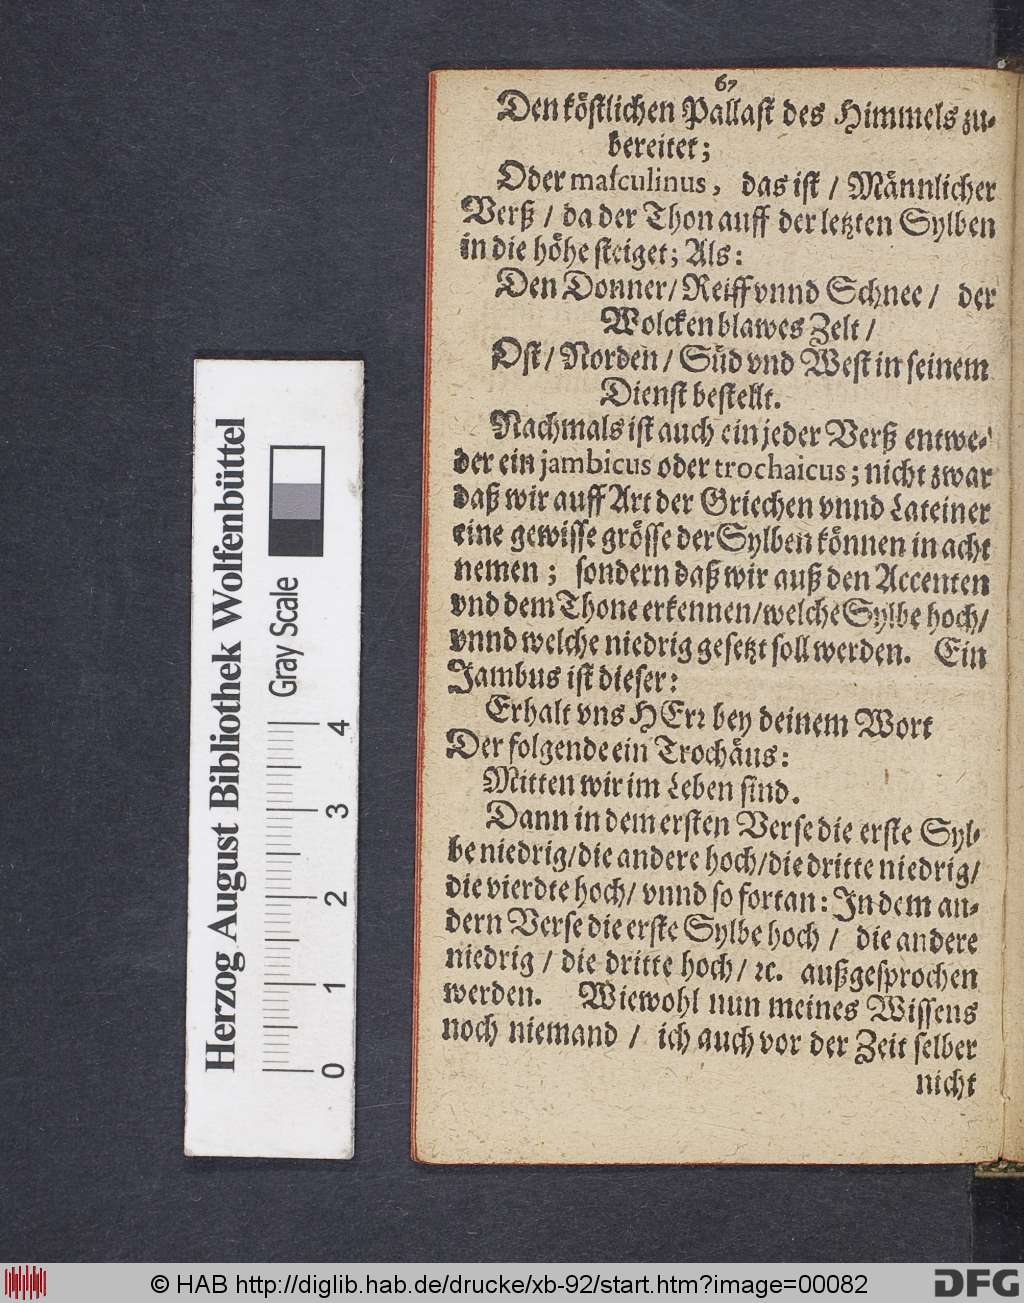 67
Den köſtlichen Pallaſt des Himmels zu-
bereitet;
Oder maſculinus, das iſt / Männlicher
Verß / da der Thon auff der letzten Sylben
in die höhe ſteiget; Als:
Den Donner / Reiff vnnd Schnee / der
Wolcken blawes Zelt /
Oſt / Norden / Süd vnd Weſt in ſeinem
Dienſt beſtellt.
Nachmals iſt auch ein jeder Verß entwe-
der ein jambicus oder trochaicus; nicht zwar
daß wir auff Art der Griechen vnnd Lateiner
eine gewiſſe gröſſe der Sylben können in acht
nemen; ſondern daß wir auß den Accenten
vnd dem Thone erkennen / welche Sylbe hoch /
vnnd welche niedrig geſetzt ſoll werden. Ein
Jambus iſt dieſer:
Erhalt vns HErꝛ bey deinem Wort
Der folgende ein Trochäus:
Mitten wir im Leben ſind.
Dann in dem erſten Verſe die erſte Syl-
be niedrig / die andere hoch / die dritte niedrig /
die vierdte hoch / vnnd ſo fortan: In dem an-
dern Verſe die erſte Sylbe hoch / die andere
niedrig / die dritte hoch / ꝛc. außgeſprochen
werden. Wiewohl nun meines Wiſſens
noch niemand / ich auch vor der Zeit ſelber
nicht
Herzog August Bibliothek Wolfenbüttel
Gray Scale
0 1 2 3 4
© HAB http://diglib.hab.de/drucke/xb-92/start.htm?image=00082
DFG